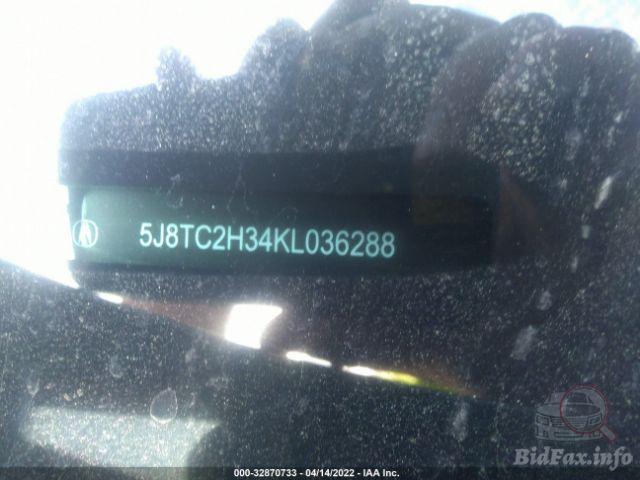 5J8TC2H34KL036288
000-32870733 - 04/14/2022 - IAA Inc.
BidFax.info